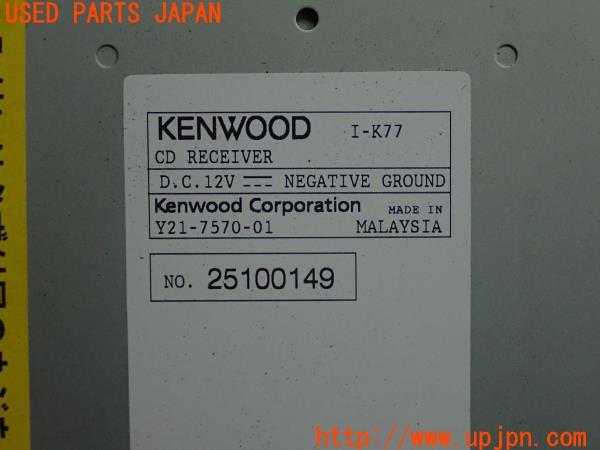 USED PARTS JAPAN
KENWOOD I-K77
CD RECEIVER
D.C.12V NEGATIVE GROUND
Kenwood Corporation MADE IN
Y21-7570-01 MALAYSIA
NO. 25100149
http://www.upjpn.com